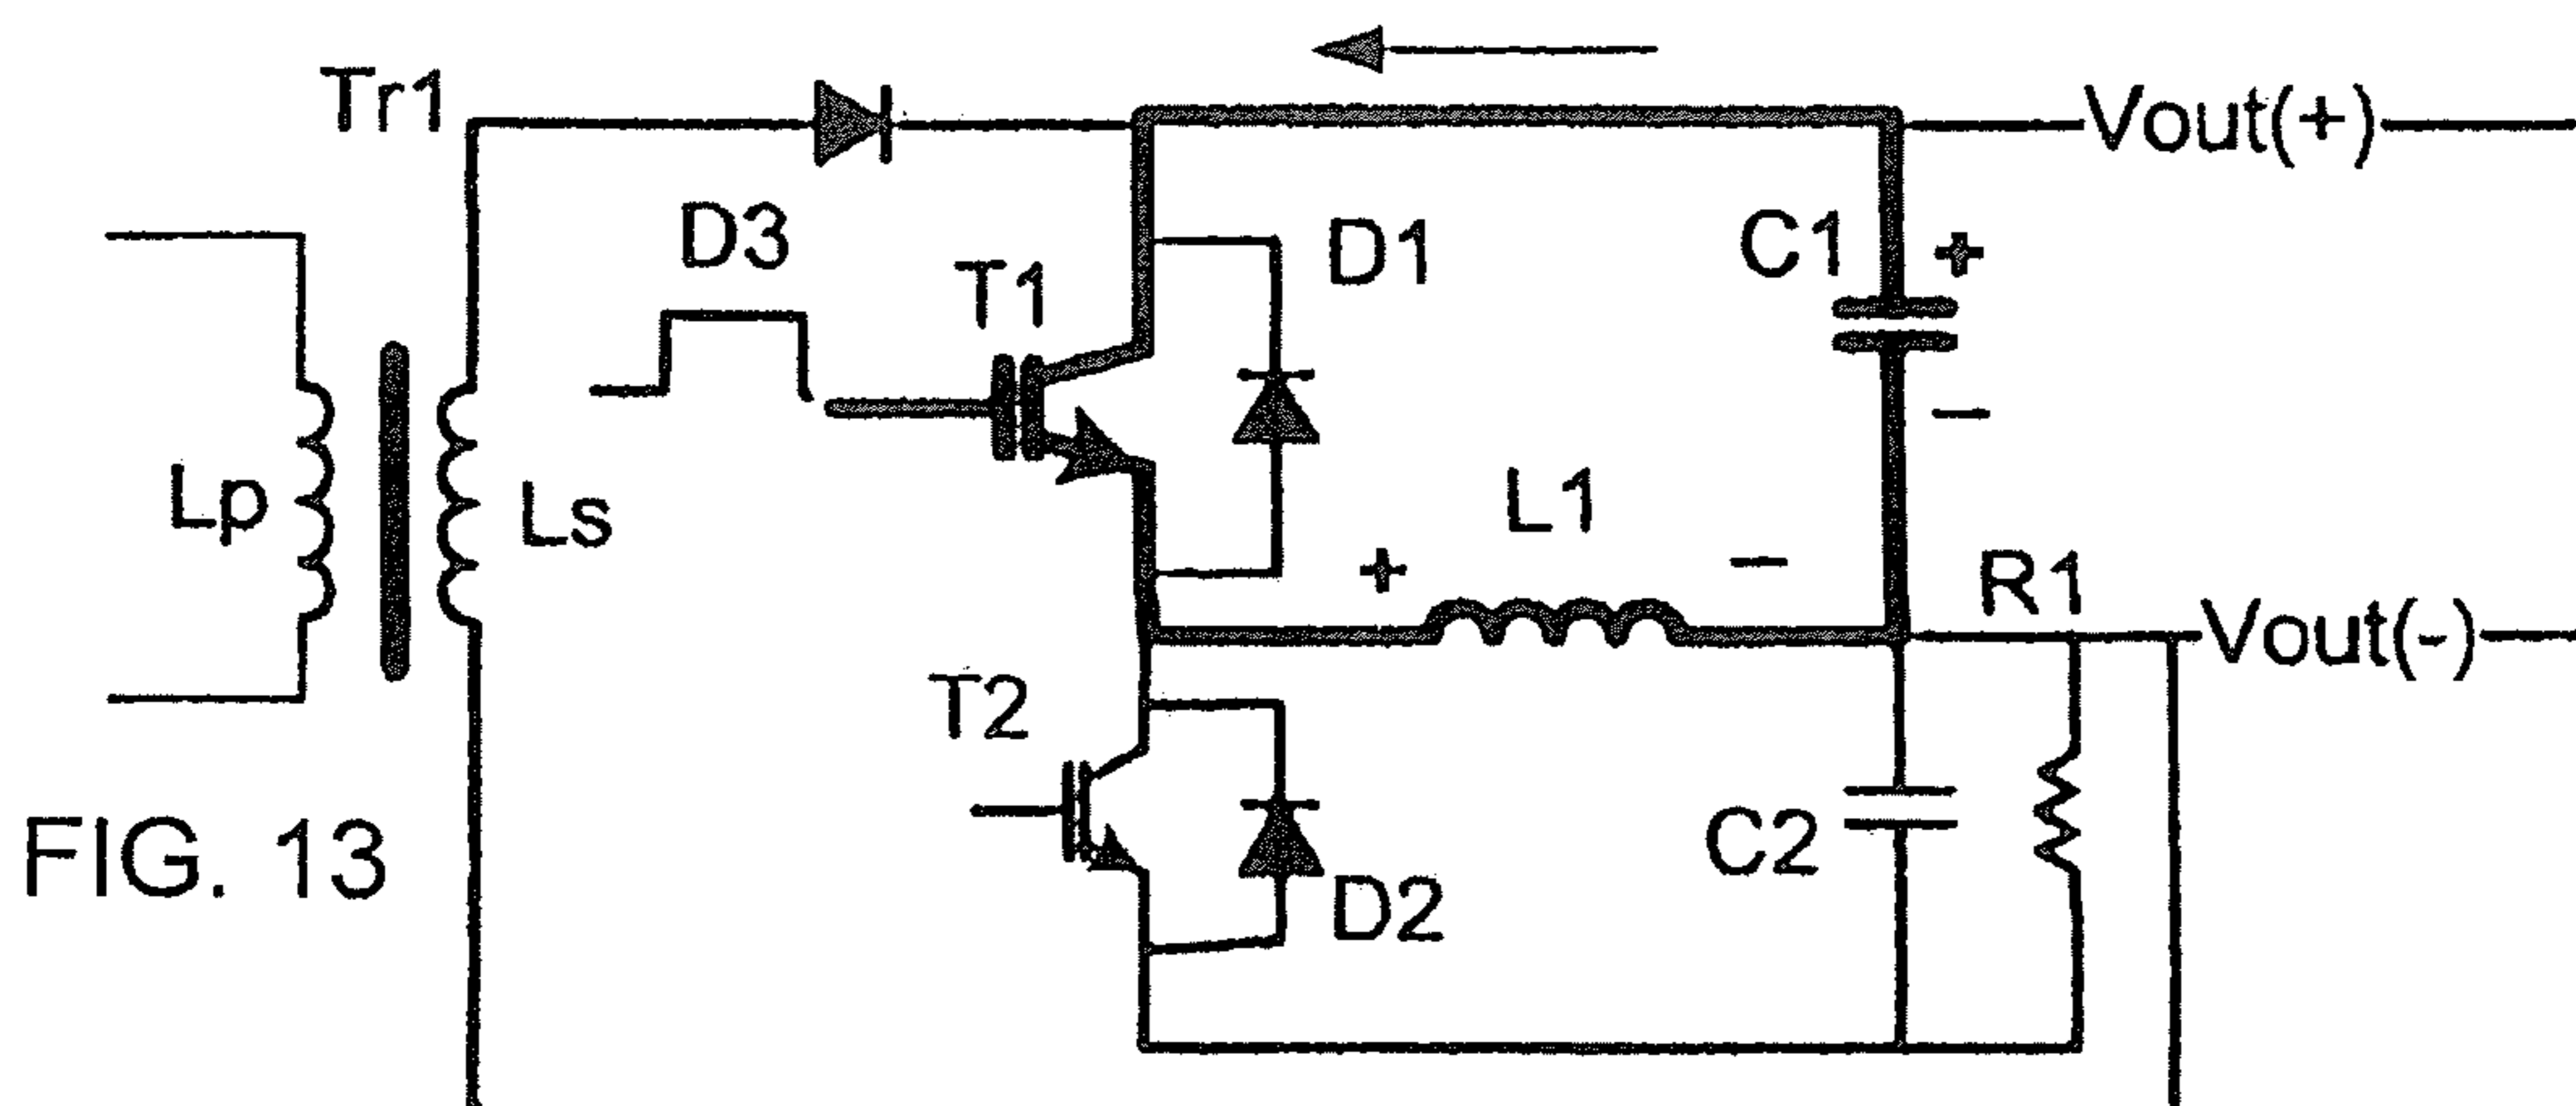 Tr1
Vout(+)
D3
T1
D1
C1
+
−
Lp
Ls
L1
+
−
R1
Vout(-)
T2
D2
C2
FIG. 13